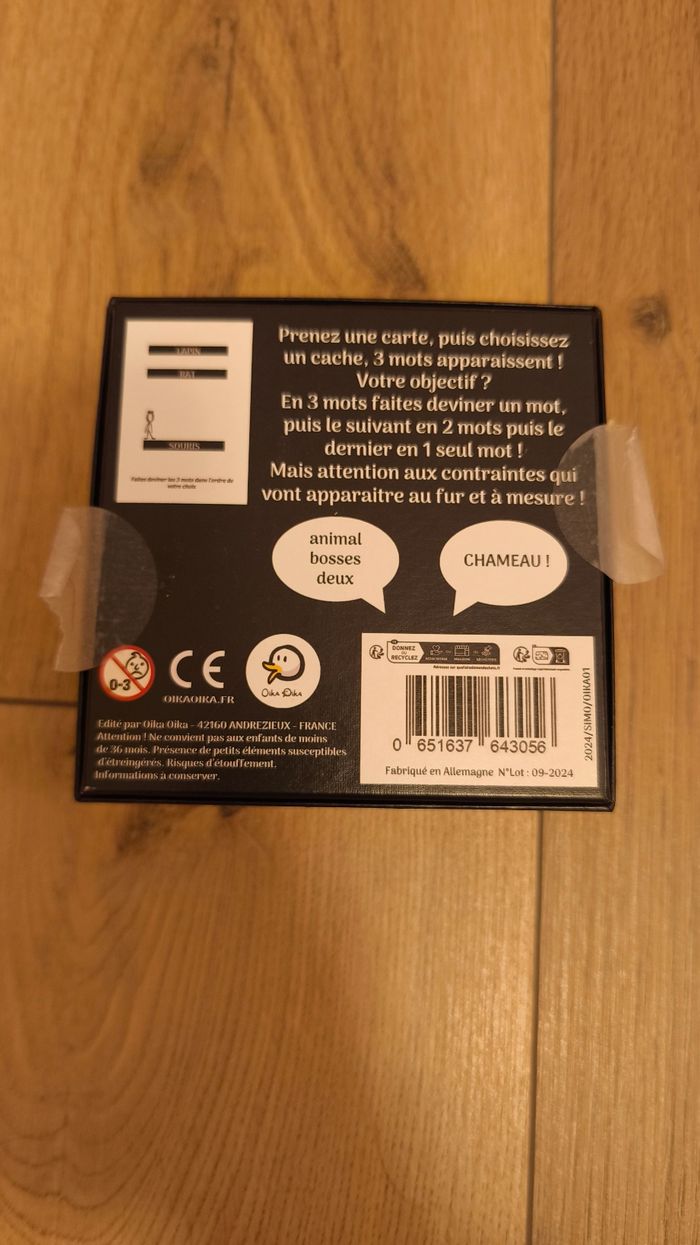 TAPIS
RAT
SOURIS
Faites deviner les 3 mots dans l'ordre de
votre choix
Prenez une carte, puis choisissez
un cache, 3 mots apparaissent !
Votre objectif ?
En 3 mots faites deviner un mot,
puis le suivant en 2 mots puis le
dernier en 1 seul mot !
Mais attention aux contraintes qui
vont apparaitre au fur et à mesure !
animal
bosses
deux
CHAMEAU !
0-3
CE
OIKAOIKA.FR
Oika Oika
Edité par Oika Oika - 42160 ANDREZIEUX - FRANCE
Attention ! Ne convient pas aux enfants de moins
de 36 mois. Présence de petits éléments susceptibles
d'étreingérés. Risques d'étouffement.
Informations à conserver.
FR
DONNEZ
OU
RECYCLEZ
0 651637 643056
Fabriqué en Allemagne N°Lot : 09-2024
2024/SIMO/OIKA01